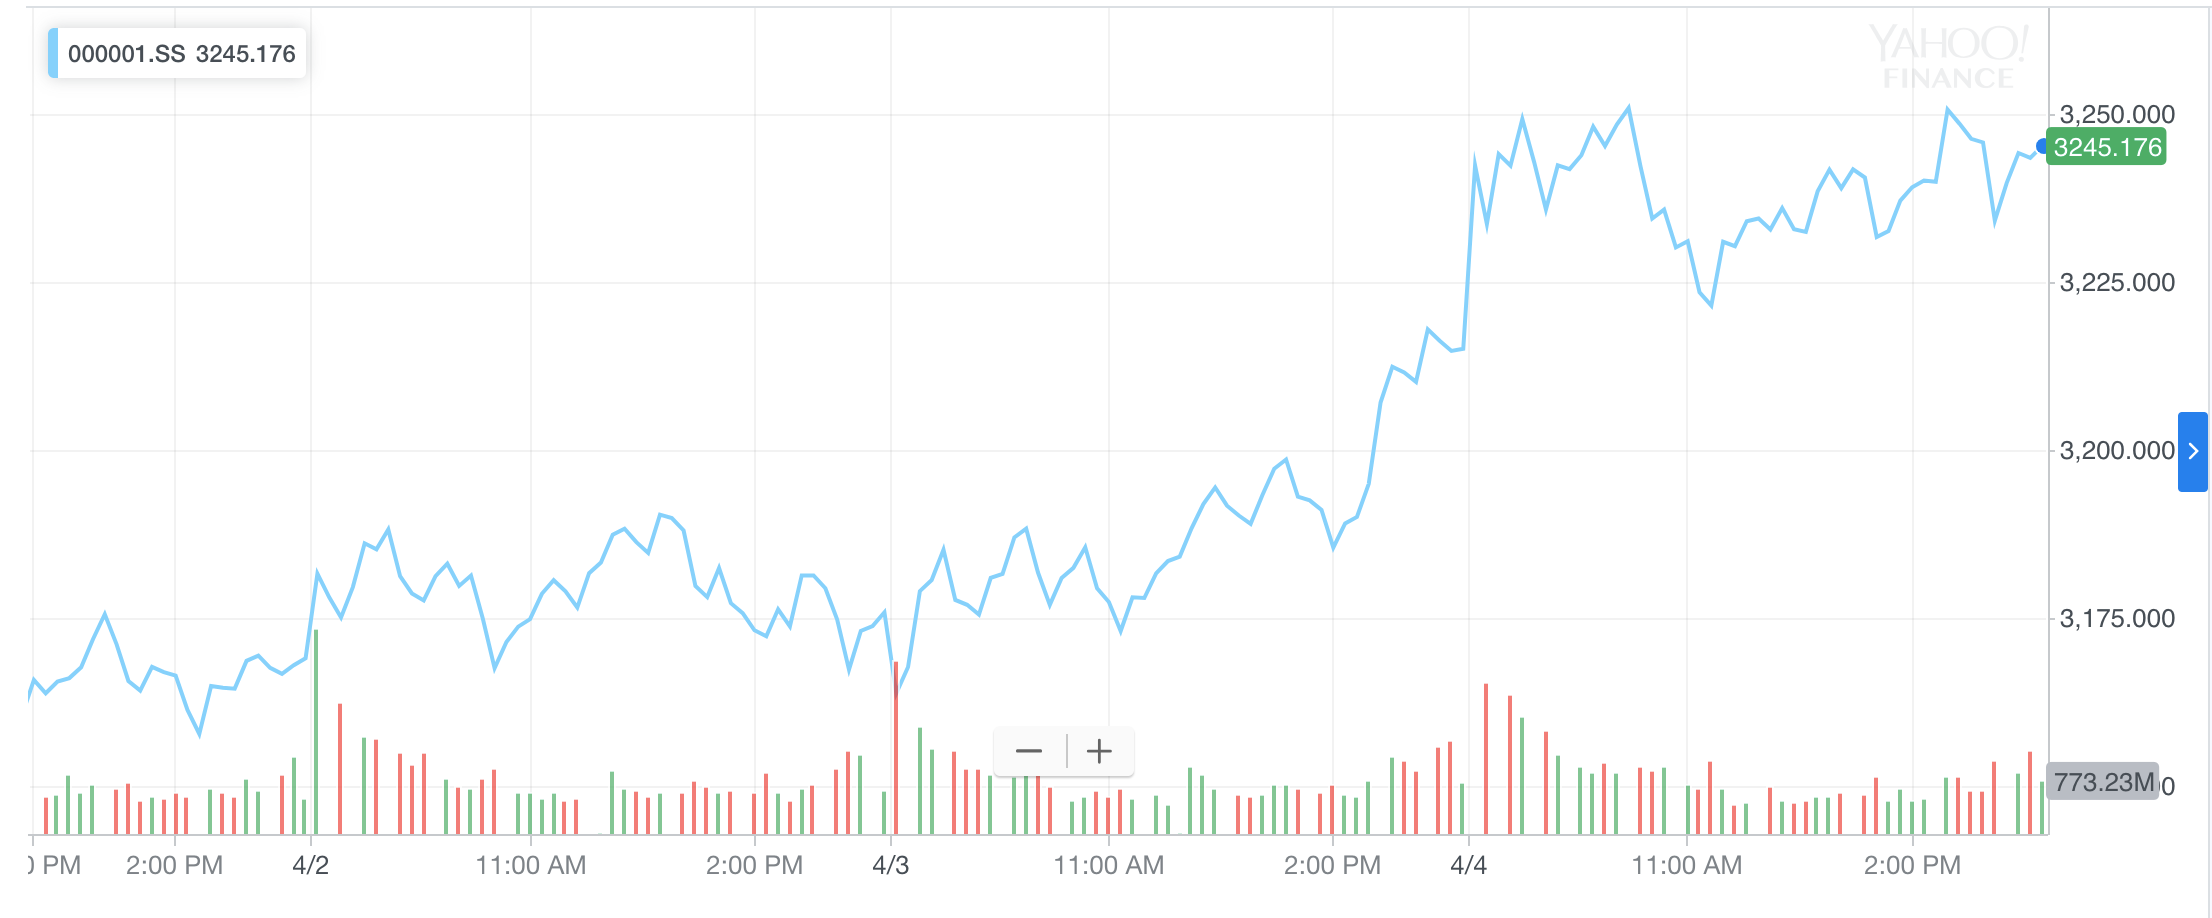 000001.SS 3245.176
YAHOO!
FINANCE
3,250.000
3245.176
3,225.000
3,200.000
3,175.000
773.23M
0 PM 2:00 PM 4/2 11:00 AM 2:00 PM 4/3 11:00 AM 2:00 PM 4/4 11:00 AM 2:00 PM